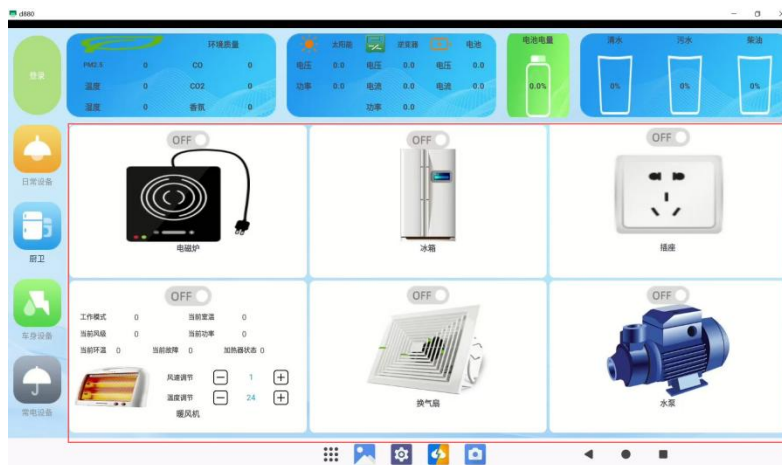 d880
登录
环境质量
PM2.5 0 CO 0
温度 0 CO2 0
湿度 0 香氛 0
太阳能 逆变器 电池
电压 0.0 电压 0.0 电压 0.0
功率 0.0 电流 0.0 电流 0.0
功率 0.0
电池电量
0.0%
清水 污水 柴油
0% 0% 0%
日常设备
厨卫
车身设备
常电设备
OFF
电磁炉
OFF
冰箱
OFF
插座
OFF
工作模式 0 当前室温 0
当前风级 0 当前功率 0
当前环温 0 当前故障 0 加热器状态 0
风速调节 1
温度调节 24
暖风机
OFF
换气扇
OFF
水泵